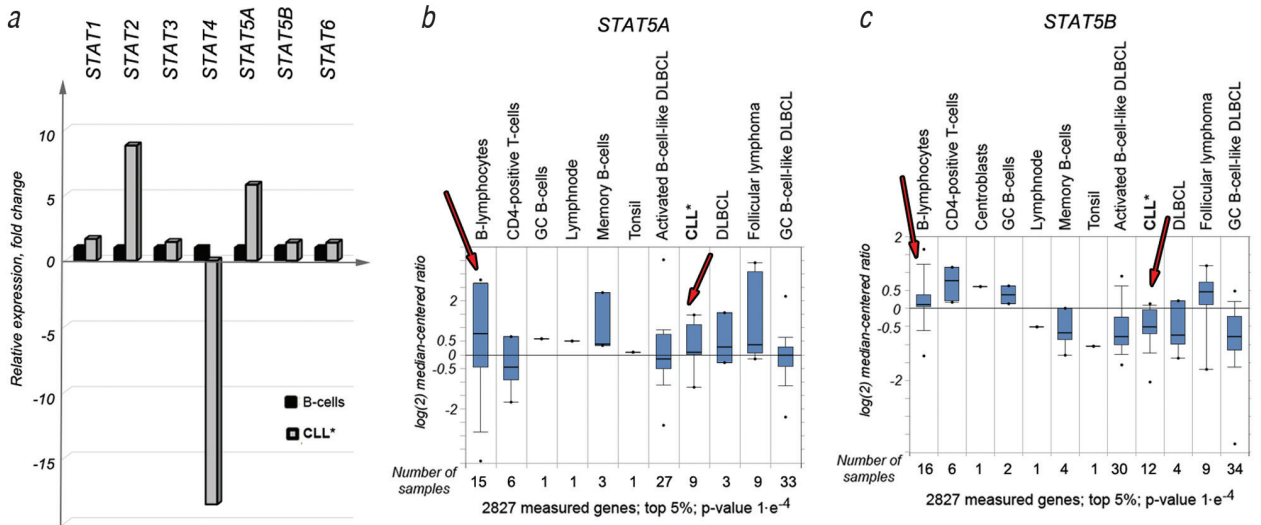 a
STAT1
STAT2
STAT3
STAT4
STAT5A
STAT5B
STAT6
Relative expression, fold change
10
5
0
-5
-10
-15
B-cells
CLL*
b
STAT5A
B-lymphocytes
CD4-positive T-cells
GC B-cells
Lymphnode
Memory B-cells
Tonsil
Activated B-cell-like DLBCL
CLL*
DLBCL
Follicular lymphoma
GC B-cell-like DLBCL
log(2) median-centered ratio
2
0.5
0
-0.5
-2
Number of
samples
15 6 1 1 3 1 27 9 3 9 33
2827 measured genes; top 5%; p-value 1·e⁻⁴
c
STAT5B
B-lymphocytes
CD4-positive T-cells
Centroblasts
GC B-cells
Lymphnode
Memory B-cells
Tonsil
Activated B-cell-like DLBCL
CLL*
DLBCL
Follicular lymphoma
GC B-cell-like DLBCL
log(2) median-centered ratio
2
0.5
0
-0.5
-2
Number of
samples
16 6 1 2 1 4 1 30 12 4 9 34
2827 measured genes; top 5%; p-value 1·e⁻⁴